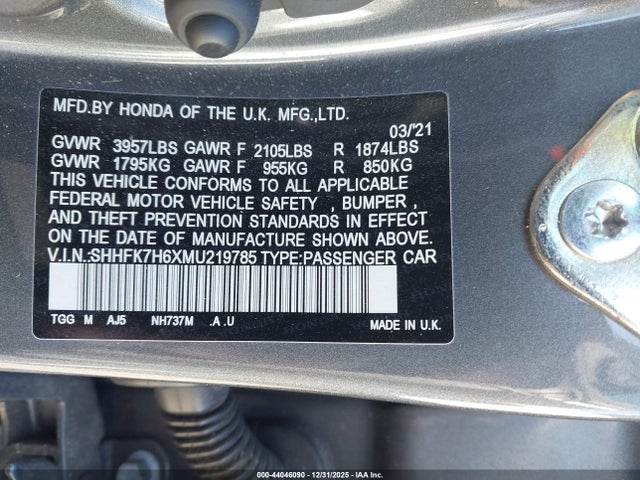 MFD.BY HONDA OF THE U.K. MFG.,LTD.
03/'21
GVWR 3957LBS GAWR F 2105LBS R 1874LBS
GVWR 1795KG GAWR F 955KG R 850KG
THIS VEHICLE CONFORMS TO ALL APPLICABLE
FEDERAL MOTOR VEHICLE SAFETY , BUMPER ,
AND THEFT PREVENTION STANDARDS IN EFFECT
ON THE DATE OF MANUFACTURE SHOWN ABOVE.
V.I.N.:SHHFK7H6XMU219785 TYPE:PASSENGER CAR
TGG M AJ5 NH737M .A .U MADE IN U.K.
000-44046090 - 12/31/2025 - IAA Inc.